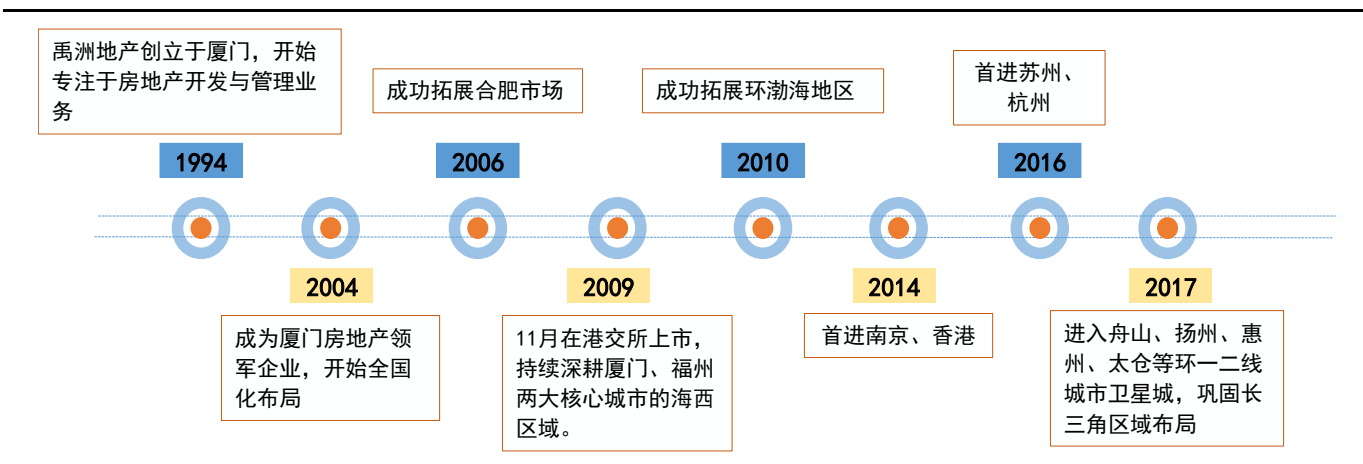 禹洲地产创立于厦门，开始
专注于房地产开发与管理业
务
1994
2004
成为厦门房地产领
军企业，开始全国
化布局
成功拓展合肥市场
2006
2009
11月在港交所上市，
持续深耕厦门、福州
两大核心城市的海西
区域。
成功拓展环渤海地区
2010
2014
首进南京、香港
首进苏州、
杭州
2016
2017
进入舟山、扬州、惠
州、太仓等环一二线
城市卫星城，巩固长
三角区域布局